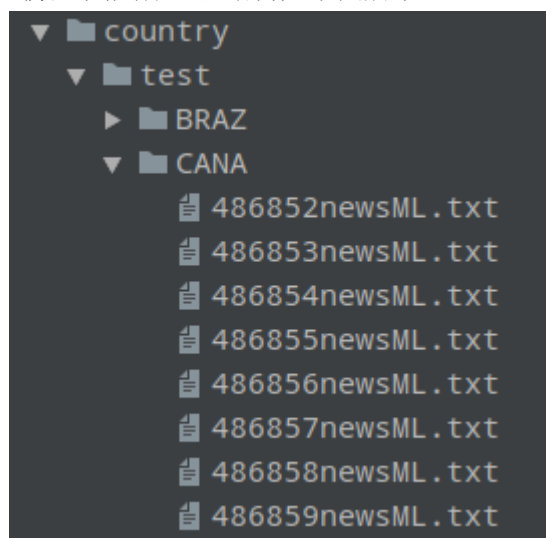 country
test
BRAZ
CANA
486852newsML.txt
486853newsML.txt
486854newsML.txt
486855newsML.txt
486856newsML.txt
486857newsML.txt
486858newsML.txt
486859newsML.txt